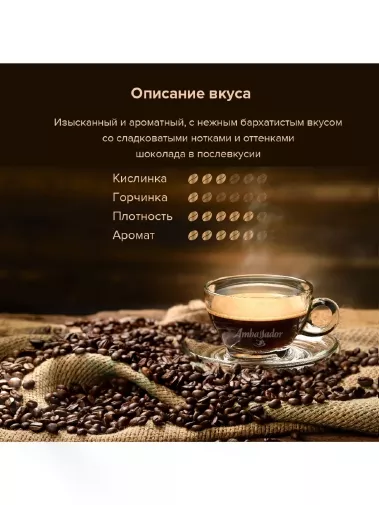 Описание вкуса
Изысканный и ароматный, с нежным бархатистым вкусом
со сладковатыми нотками и оттенками
шоколада в послевкусии
Кислинка
Горчинка
Плотность
Аромат
Ambassador